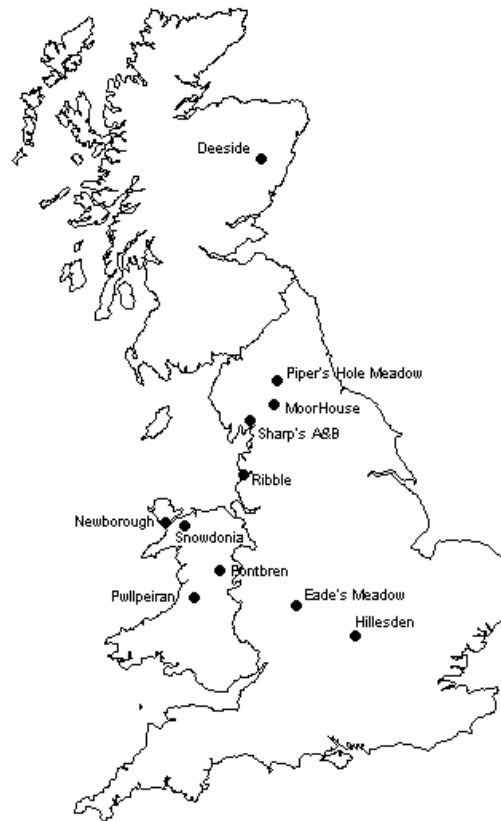 Deeside
Piper's Hole Meadow
MoorHouse
Sharp's A&B
Ribble
Newborough
Snowdonia
Pontbren
Pwllpeiran
Eade's Meadow
Hillesden